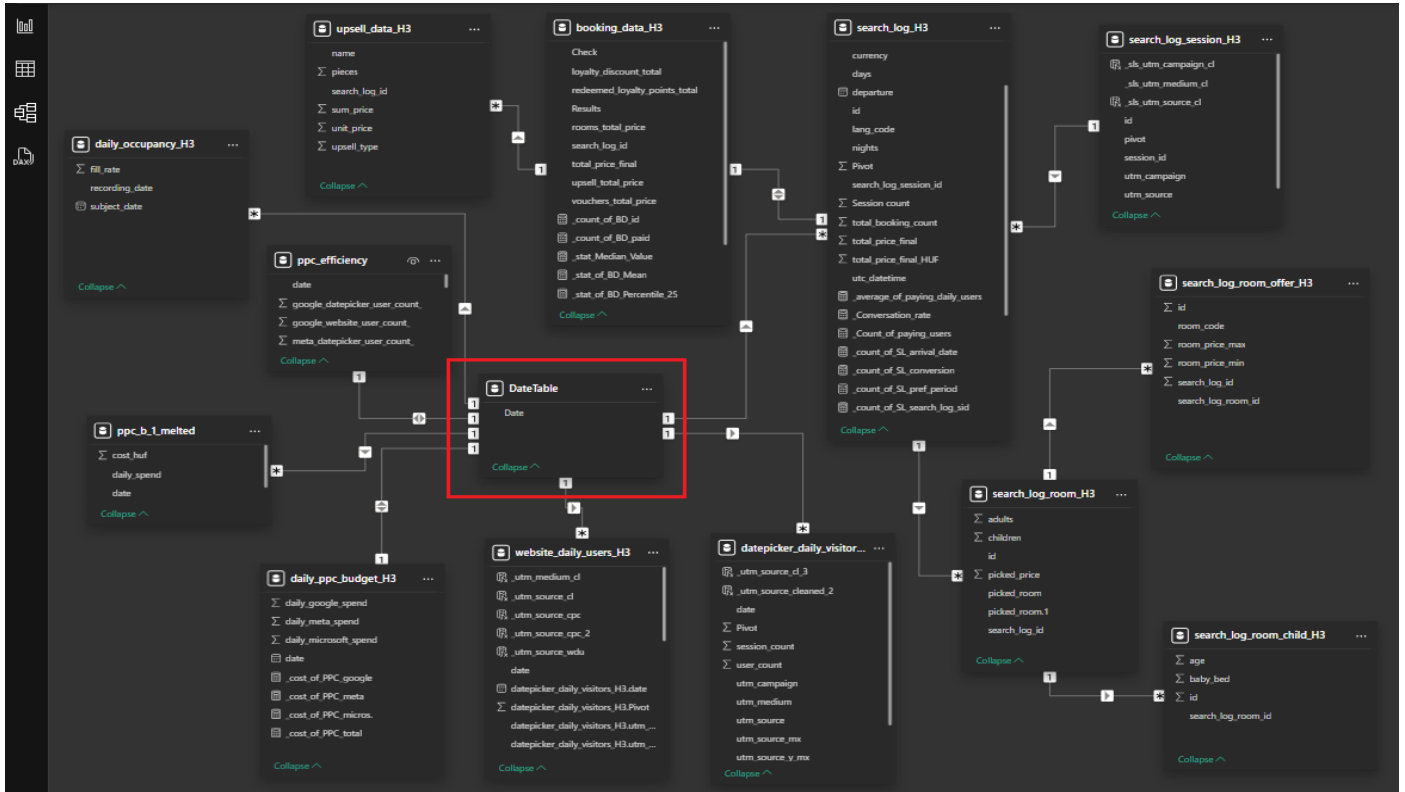 DAX
upsell_data_H3
name
pieces
search_log_id
sum_price
unit_price
upsell_type
Collapse
booking_data_H3
Check
loyalty_discount_total
redeemed_loyalty_points_total
Results
rooms_total_price
search_log_id
total_price_final
upsell_total_price
vouchers_total_price
_count_of_BD_id
_count_of_BD_paid
_stat_Median_Value
_stat_of_BD_Mean
_stat_of_BD_Percentile_25
Collapse
search_log_H3
currency
days
departure
id
lang_code
nights
Pivot
search_log_session_id
Session count
total_booking_count
total_price_final
total_price_final_HUF
utc_datetime
_average_of_paying_daily_users
_Conversation_rate
_Count_of_paying_users
_count_of_SL_arrival_date
_count_of_SL_conversion
_count_of_SL_pref_period
_count_of_SL_search_log_sid
Collapse
search_log_session_H3
_sls_utm_campaign_cl
_sls_utm_medium_cl
_sls_utm_source_cl
id
pivot
session_id
utm_campaign
utm_source
Collapse
daily_occupancy_H3
fill_rate
recording_date
subject_date
Collapse
ppc_efficiency
date
google_datepicker_user_count_
google_website_user_count_
meta_datepicker_user_count_
Collapse
DateTable
Date
Collapse
search_log_room_offer_H3
id
room_code
room_price_max
room_price_min
search_log_id
search_log_room_id
Collapse
ppc_b_1_melted
cost_huf
daily_spend
date
Collapse
search_log_room_H3
adults
children
id
picked_price
picked_room
picked_room.1
search_log_id
Collapse
daily_ppc_budget_H3
daily_google_spend
daily_meta_spend
daily_microsoft_spend
date
_cost_of_PPC_google
_cost_of_PPC_meta
_cost_of_PPC_micros.
_cost_of_PPC_total
Collapse
website_daily_users_H3
_utm_medium_cl
_utm_source_cl
_utm_source_cpc
_utm_source_cpc_2
_utm_source_wdu
date
datepicker_daily_visitors_H3.date
datepicker_daily_visitors_H3.Pivot
datepicker_daily_visitors_H3.utm_...
datepicker_daily_visitors_H3.utm_...
Collapse
datepicker_daily_visitor...
_utm_source_cl_3
_utm_source_cleaned_2
date
Pivot
session_count
user_count
utm_campaign
utm_medium
utm_source
utm_source_mx
utm_source_y_mx
Collapse
search_log_room_child_H3
age
baby_bed
id
search_log_room_id
Collapse